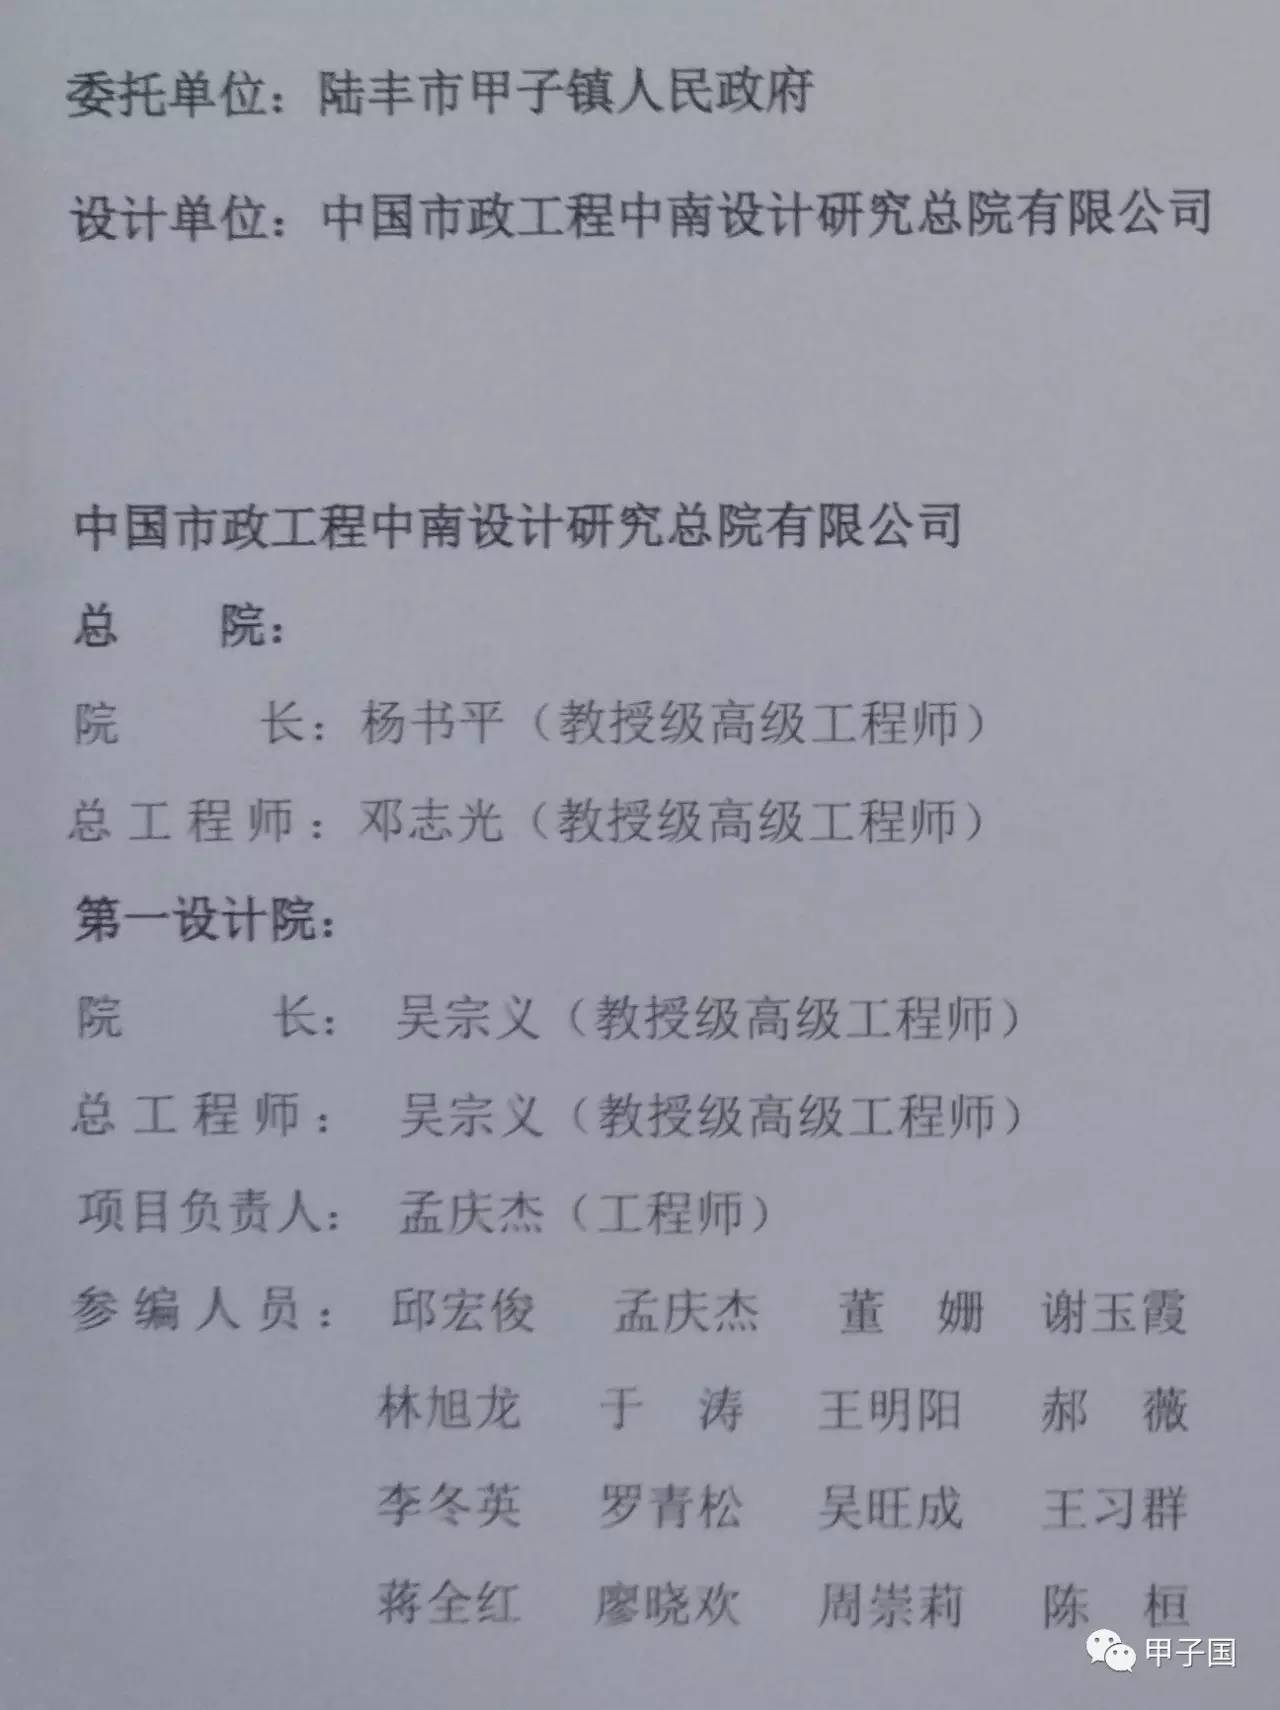 委托单位：陆丰市甲子镇人民政府
设计单位：中国市政工程中南设计研究总院有限公司
中国市政工程中南设计研究总院有限公司
总 院：
院 长：杨书平（教授级高级工程师）
总工程师：邓志光（教授级高级工程师）
第一设计院：
院 长：吴宗义（教授级高级工程师）
总工程师：吴宗义（教授级高级工程师）
项目负责人：孟庆杰（工程师）
参编人员：邱宏俊 孟庆杰 董 姗 谢玉霞
林旭龙 于 涛 王明阳 郝 薇
李冬英 罗青松 吴旺成 王习群
蒋全红 廖晓欢 周崇莉 陈 桓
甲子国